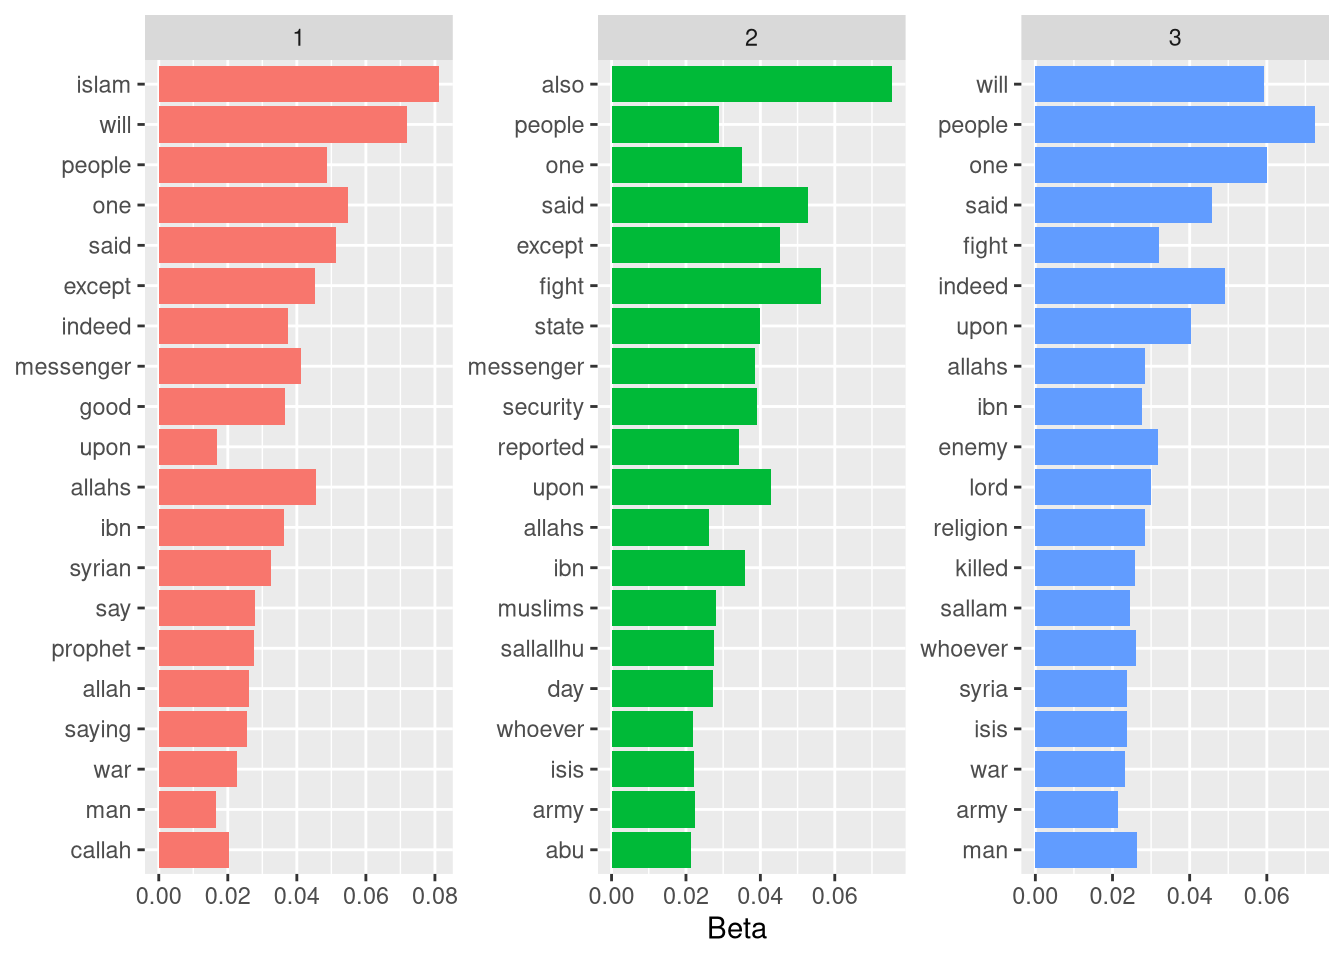 1
islam
will
people
one
said
except
indeed
messenger
good
upon
allahs
ibn
syrian
say
prophet
allah
saying
war
man
callah
0.00 0.02 0.04 0.06 0.08
2
also
people
one
said
except
fight
state
messenger
security
reported
upon
allahs
ibn
muslims
sallallhu
day
whoever
isis
army
abu
0.00 0.02 0.04 0.06
3
will
people
one
said
fight
indeed
upon
allahs
ibn
enemy
lord
religion
killed
sallam
whoever
syria
isis
war
army
man
0.00 0.02 0.04 0.06
Beta